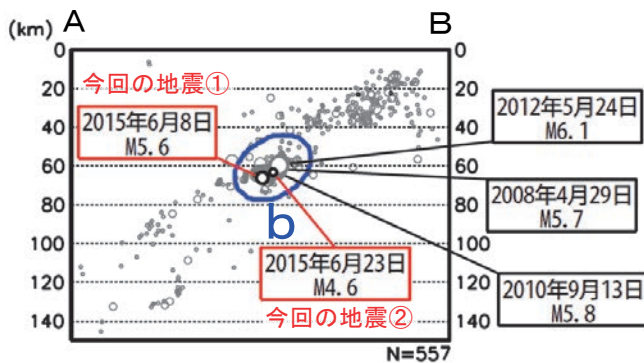 A
B
(km)
0
20
40
60
80
100
120
140
0
20
40
60
80
100
120
140
今回の地震①
2015年6月8日
M5.6
2012年5月24日
M6.1
2008年4月29日
M5.7
b
2015年6月23日
M4.6
今回の地震②
2010年9月13日
M5.8
N=557